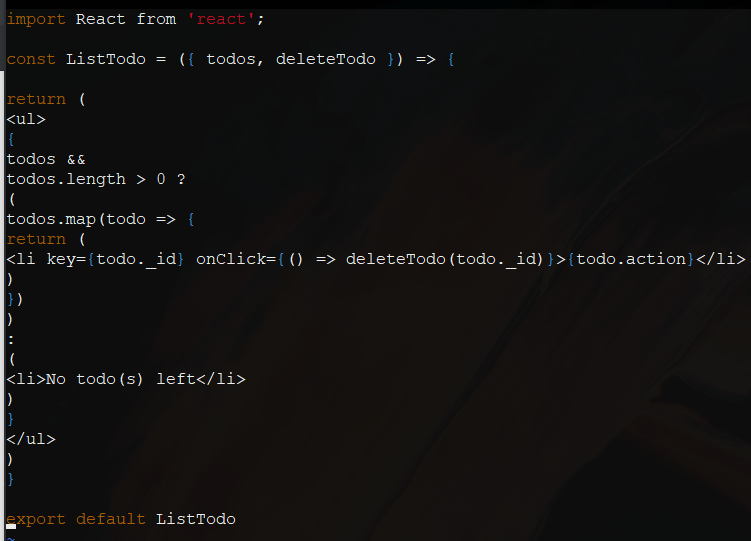 import React from 'react';
const ListTodo = ({ todos, deleteTodo }) => {
return (
<ul>
{
todos &&
todos.length > 0 ?
(
todos.map(todo => {
return (
<li key={todo._id} onClick={() => deleteTodo(todo._id)}>{todo.action}</li>
)
})
)
:
(
<li>No todo(s) left</li>
)
}
</ul>
)
}
export default ListTodo
~